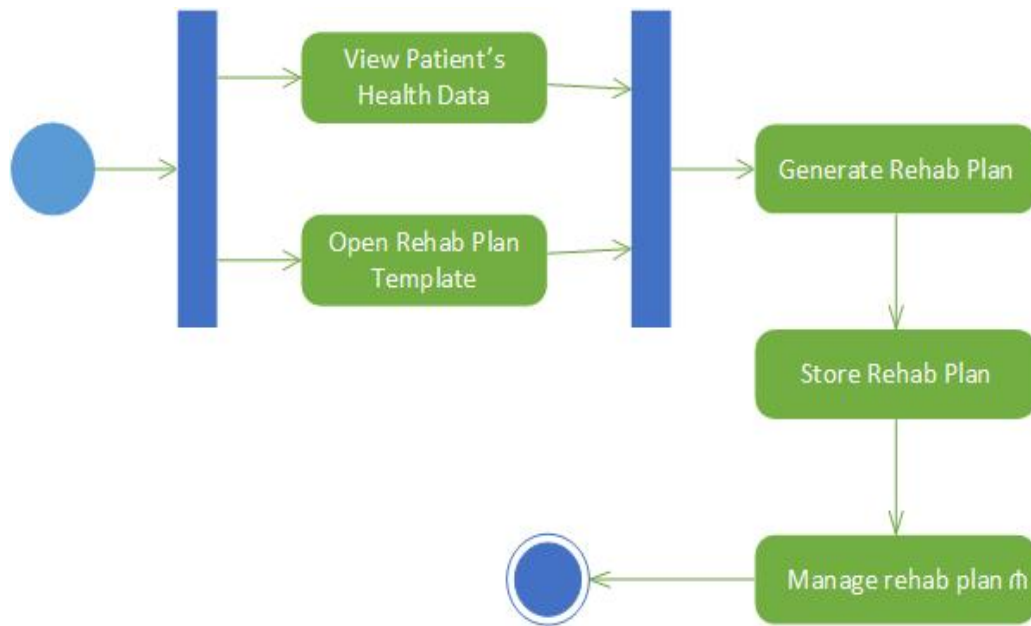 View Patient's
Health Data
Open Rehab Plan
Template
Generate Rehab Plan
Store Rehab Plan
Manage rehab plan ₼